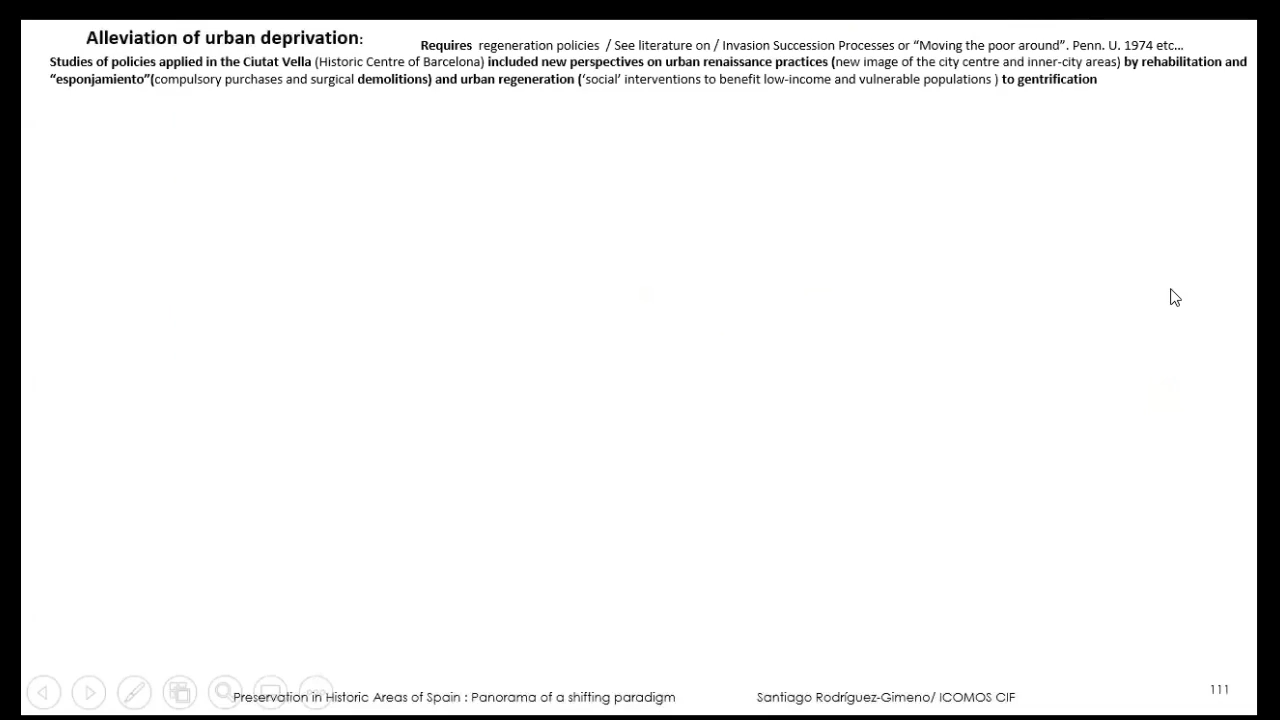 Alleviation of urban deprivation: Requires regeneration policies / See literature on / Invasion Succession Processes or “Moving the poor around”. Penn. U. 1974 etc...
Studies of policies applied in the Ciutat Vella (Historic Centre of Barcelona) included new perspectives on urban renaissance practices (new image of the city centre and inner-city areas) by rehabilitation and
“esponjamiento”(compulsory purchases and surgical demolitions) and urban regeneration (‘social’ interventions to benefit low-income and vulnerable populations ) to gentrification
Preservation in Historic Areas of Spain : Panorama of a shifting paradigm Santiago Rodríguez-Gimeno/ ICOMOS CIF 111